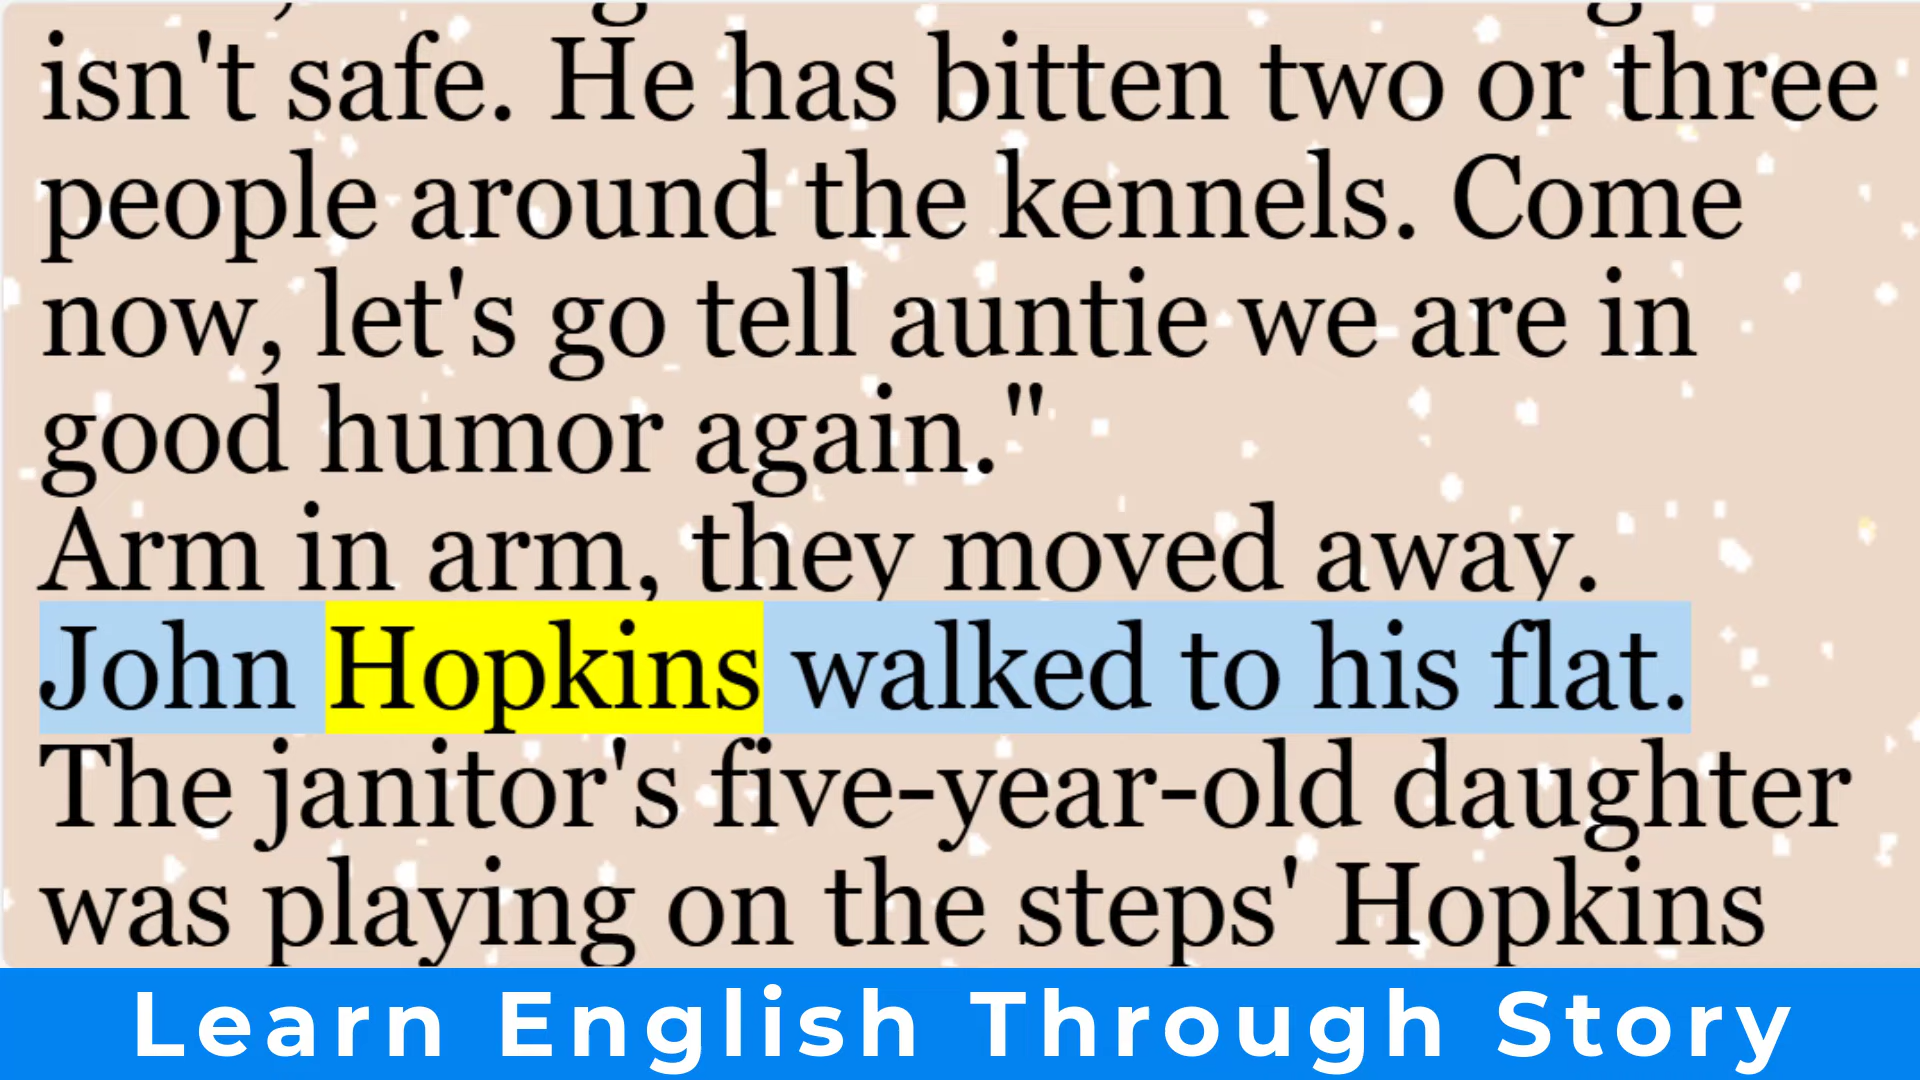 isn't safe. He has bitten two or three
people around the kennels. Come
now, let's go tell auntie we are in
good humor again."
Arm in arm, they moved away.
John Hopkins walked to his flat.
The janitor's five-year-old daughter
was playing on the steps' Hopkins
Learn English Through Story